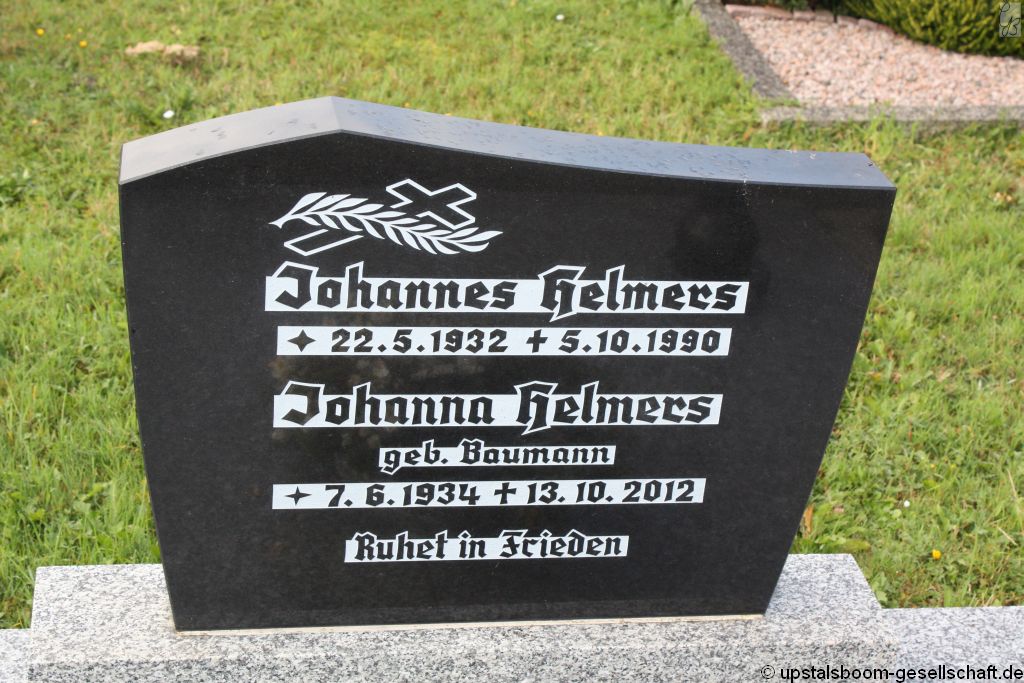 Johannes Helmers
✦ 22.5.1932 ✝ 5.10.1990
Johanna Helmers
geb. Baumann
✦ 7.6.1934 ✝ 13.10.2012
Ruhet in Frieden
© upstalsboom-gesellschaft.de